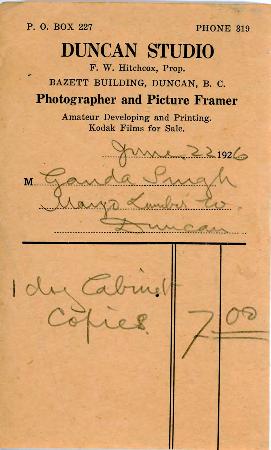 P. O. BOX 227 PHONE 319
DUNCAN STUDIO
F. W. Hitchcox, Prop.
BAZETT BUILDING, DUNCAN, B. C.
Photographer and Picture Framer
Amateur Developing and Printing.
Kodak Films for Sale.
June 22 1926
M Ganda Singh
Mayo Lumber Co.
Duncan
1 doz Cabinet
Copies 7 00